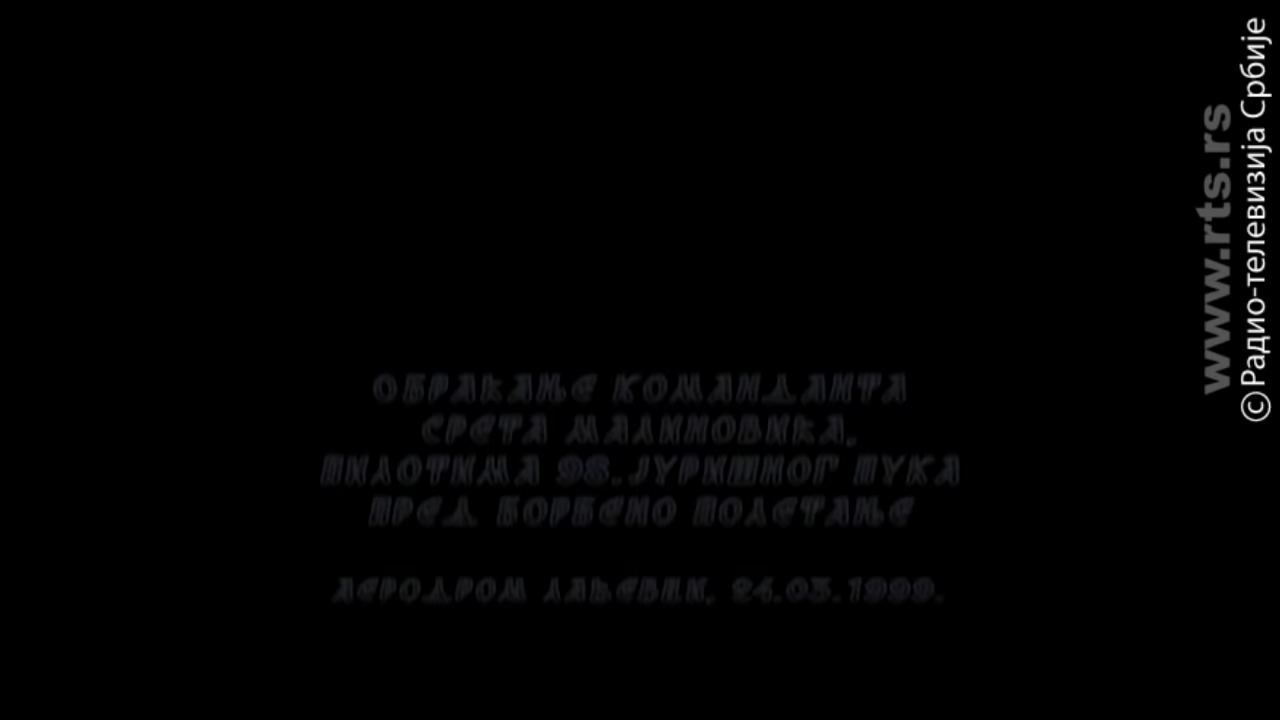 ОБРАЋАЊЕ КОМАНДАНТА
СРЕТА МАЛИНОВИЋА,
ПИЛОТИМА 98.ЈУРИШНОГ ПУКА
ПРЕД БОРБЕНО ПОЛЕТАЊЕ
АЕРОДРОМ ЛАЂЕВЦИ, 24.03.1999.
www.rts.rs
©Радио-телевизија Србије